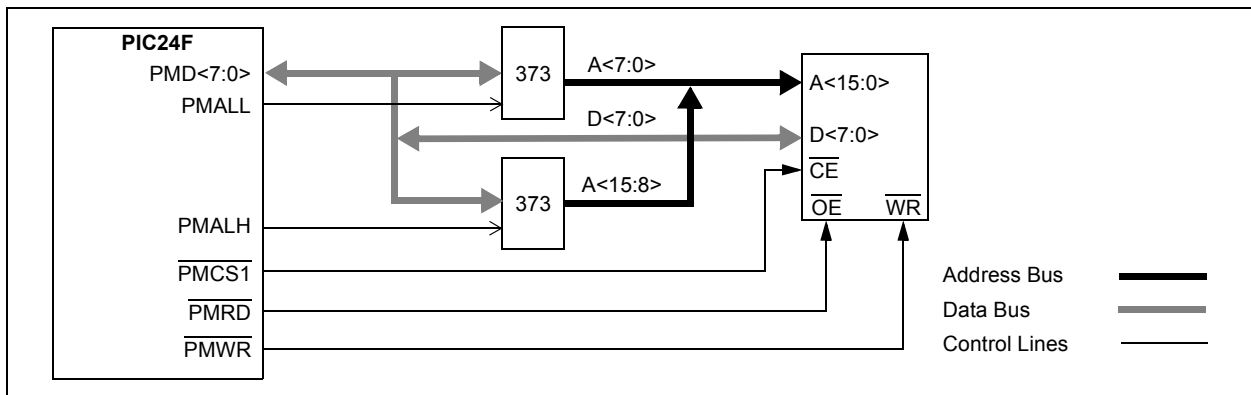 PIC24F
PMD<7:0>
PMALL
PMALH
PMCS1
PMRD
PMWR
373
373
A<7:0>
D<7:0>
A<15:8>
A<15:0>
D<7:0>
CE
OE WR
Address Bus
Data Bus
Control Lines